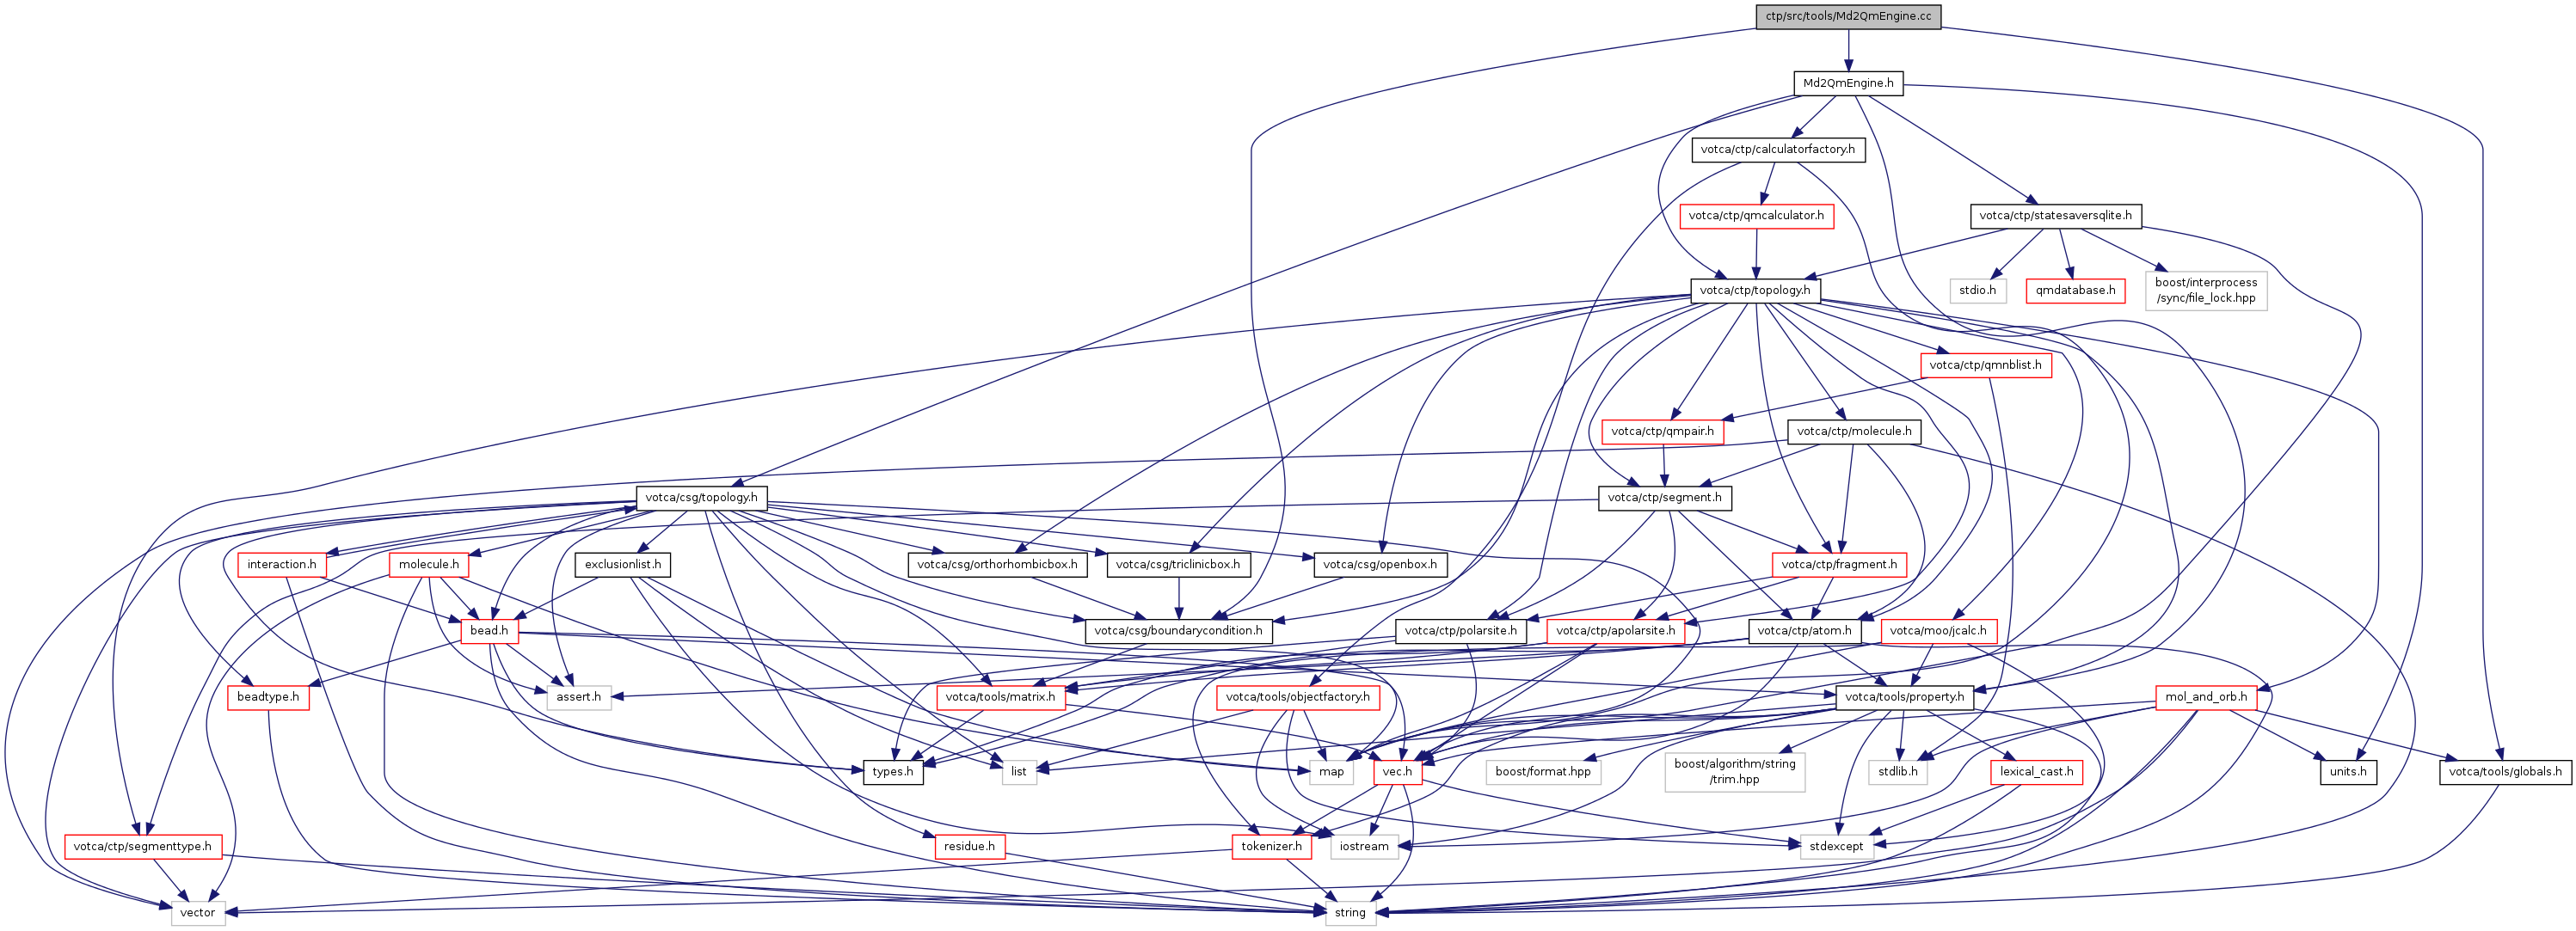 ctp/src/tools/Md2QmEngine.cc
Md2QmEngine.h
votca/ctp/calculatorfactory.h
votca/ctp/qmcalculator.h
votca/ctp/statesaversqlite.h
votca/ctp/topology.h
stdio.h
qmdatabase.h
boost/interprocess
/sync/file_lock.hpp
votca/ctp/qmnblist.h
votca/ctp/qmpair.h
votca/ctp/molecule.h
votca/csg/topology.h
votca/ctp/segment.h
interaction.h
molecule.h
exclusionlist.h
votca/csg/orthorhombicbox.h
votca/csg/triclinicbox.h
votca/csg/openbox.h
votca/ctp/fragment.h
bead.h
votca/csg/boundarycondition.h
votca/ctp/polarsite.h
votca/ctp/apolarsite.h
votca/ctp/atom.h
votca/moo/jcalc.h
beadtype.h
assert.h
votca/tools/matrix.h
votca/tools/objectfactory.h
votca/tools/property.h
mol_and_orb.h
types.h
list
map
vec.h
boost/format.hpp
boost/algorithm/string
/trim.hpp
stdlib.h
lexical_cast.h
units.h
votca/tools/globals.h
votca/ctp/segmenttype.h
residue.h
tokenizer.h
iostream
stdexcept
vector
string